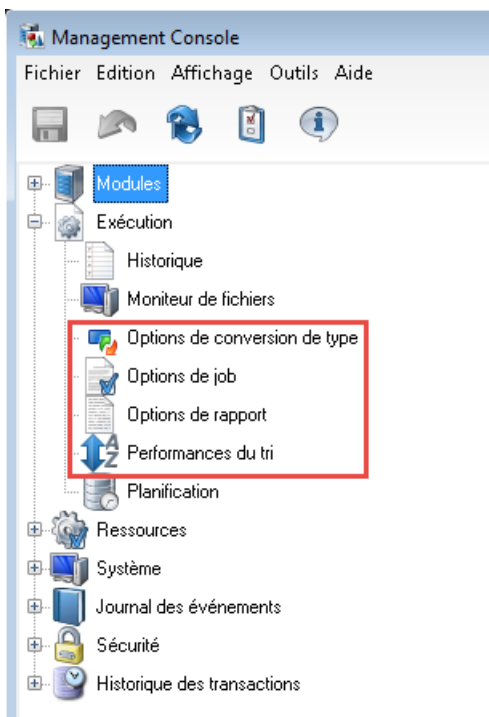 Management Console
Fichier Edition Affichage Outils Aide
Modules
Exécution
Historique
Moniteur de fichiers
Options de conversion de type
Options de job
Options de rapport
Performances du tri
Planification
Ressources
Système
Journal des événements
Sécurité
Historique des transactions